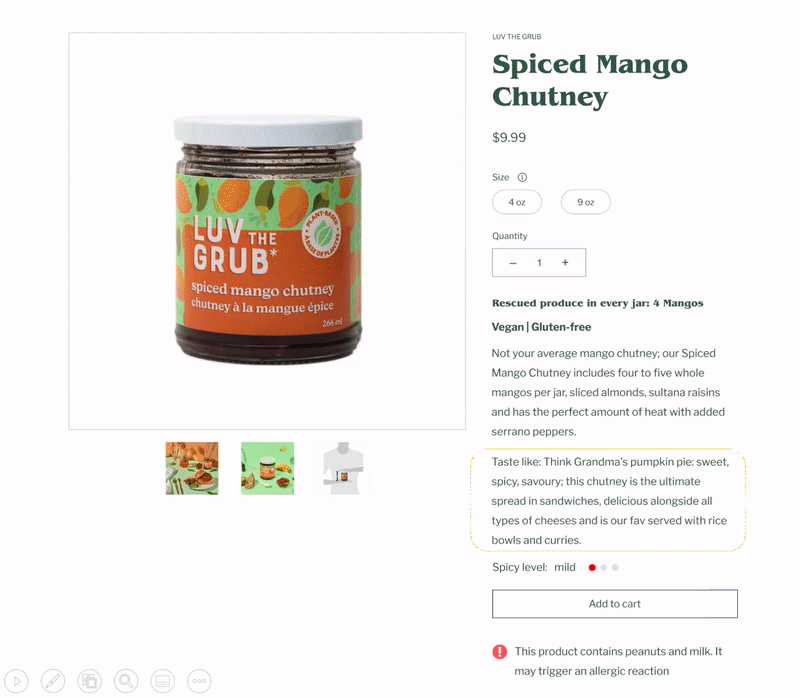 LUV THE GRUB
Spiced Mango
Chutney
$9.99
Size
4 oz
9 oz
Quantity
– 1 +
Rescued produce in every jar: 4 Mangos
Vegan | Gluten-free
Not your average mango chutney; our Spiced
Mango Chutney includes four to five whole
mangos per jar, sliced almonds, sultana raisins
and has the perfect amount of heat with added
serrano peppers.
Taste like: Think Grandma's pumpkin pie: sweet,
spicy, savoury; this chutney is the ultimate
spread in sandwiches, delicious alongside all
types of cheeses and is our fav served with rice
bowls and curries.
Spicy level: mild
Add to cart
This product contains peanuts and milk. It
may trigger an allergic reaction
LUV THE
GRUB*
PLANT-BASED
À BASE DE PLANTES
spiced mango chutney
chutney à la mangue épice
266 ml